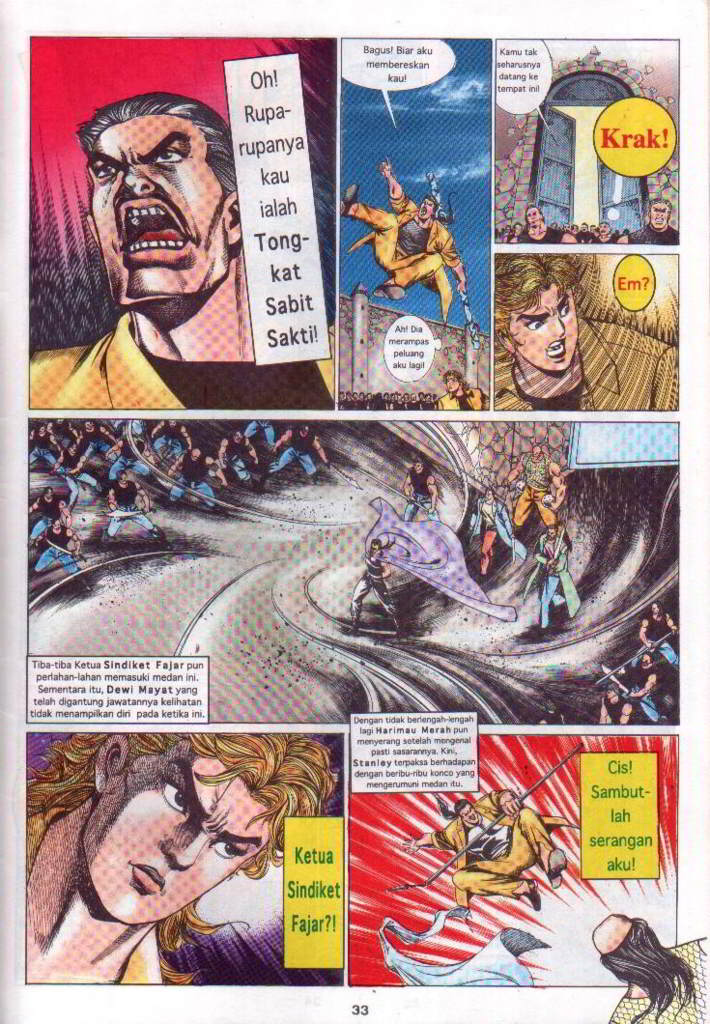 Oh!
Rupa-
rupanya
kau
ialah
Tong-
kat
Sabit
Sakti!
Bagus! Biar aku
membereskan
kau!
Ah! Dia
merampas
peluang
aku lagi!
Kamu tak
seharusnya
datang ke
tempat ini!
Krak!
Em?
Tiba-tiba Ketua Sindiket Fajar pun
perlahan-lahan memasuki medan ini.
Sementara itu, Dewi Mayat yang
telah digantung jawatannya kelihatan
tidak menampilkan diri pada ketika ini.
Ketua
Sindiket
Fajar?!
Dengan tidak berlengah-lengah
lagi Harimau Merah pun
menyerang setelah mengenal
pasti sasarannya. Kini,
Stanley terpaksa berhadapan
dengan beribu-ribu konco yang
mengerumuni medan itu.
Cis!
Sambut-
lah
serangan
aku!
33